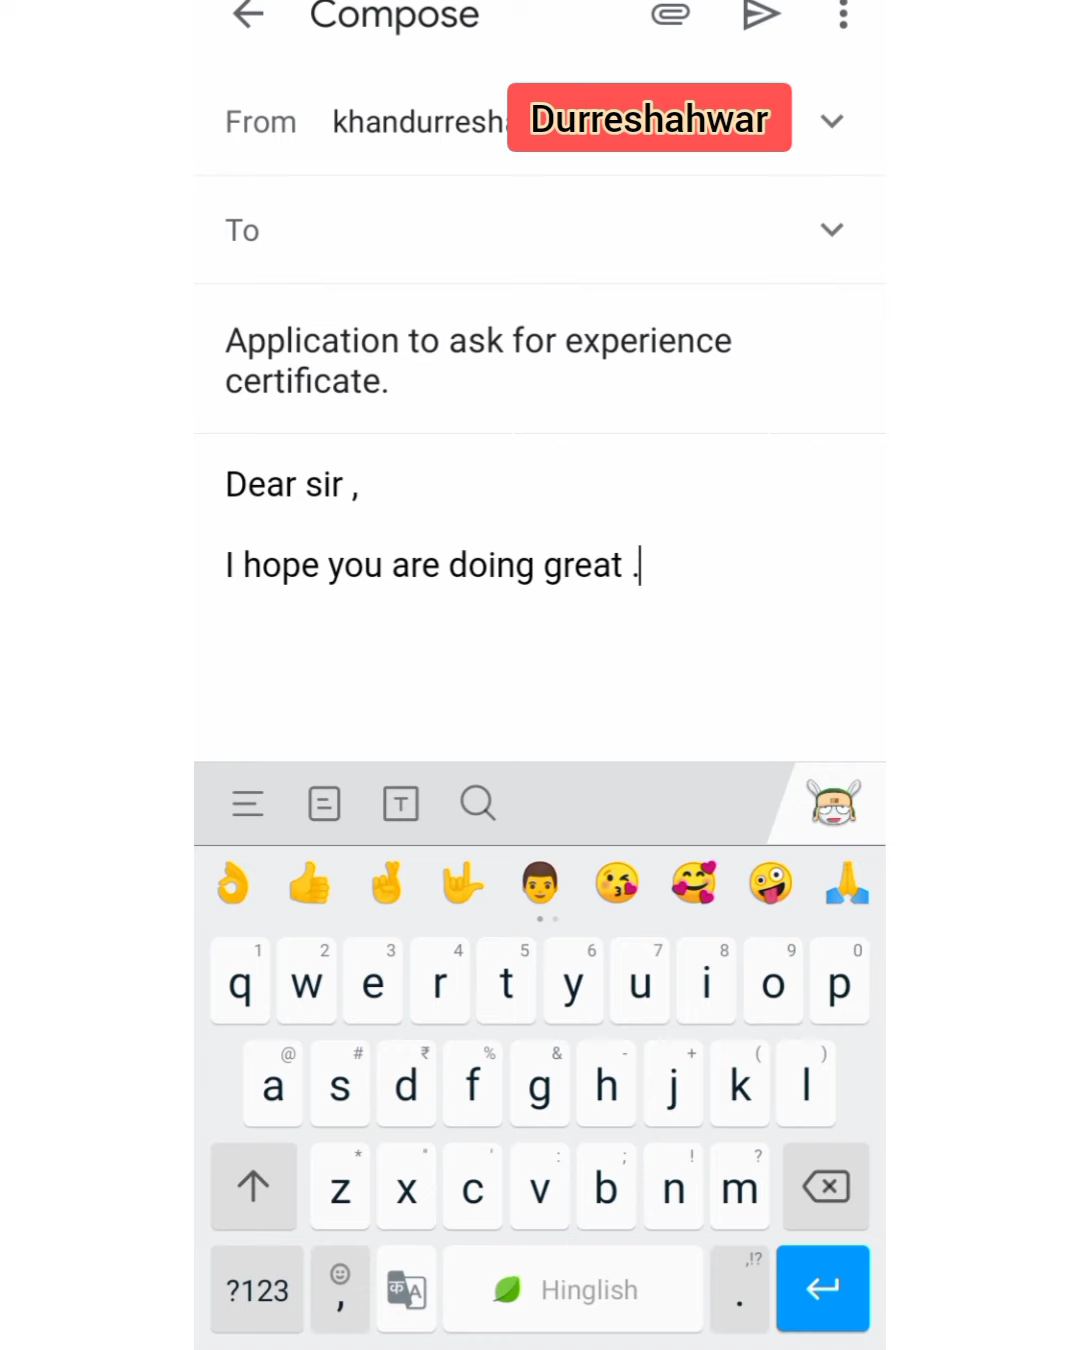 Compose
From khandurresh
Durreshahwar
To
Application to ask for experience
certificate.
Dear sir ,
I hope you are doing great .
T
1 2 3 4 5 6 7 8 9 0
q w e r t y u i o p
@ # ₹ % & - + ( )
a s d f g h j k l
* " ' : ; ! ?
z x c v b n m
,!?
?123 , क A Hinglish .